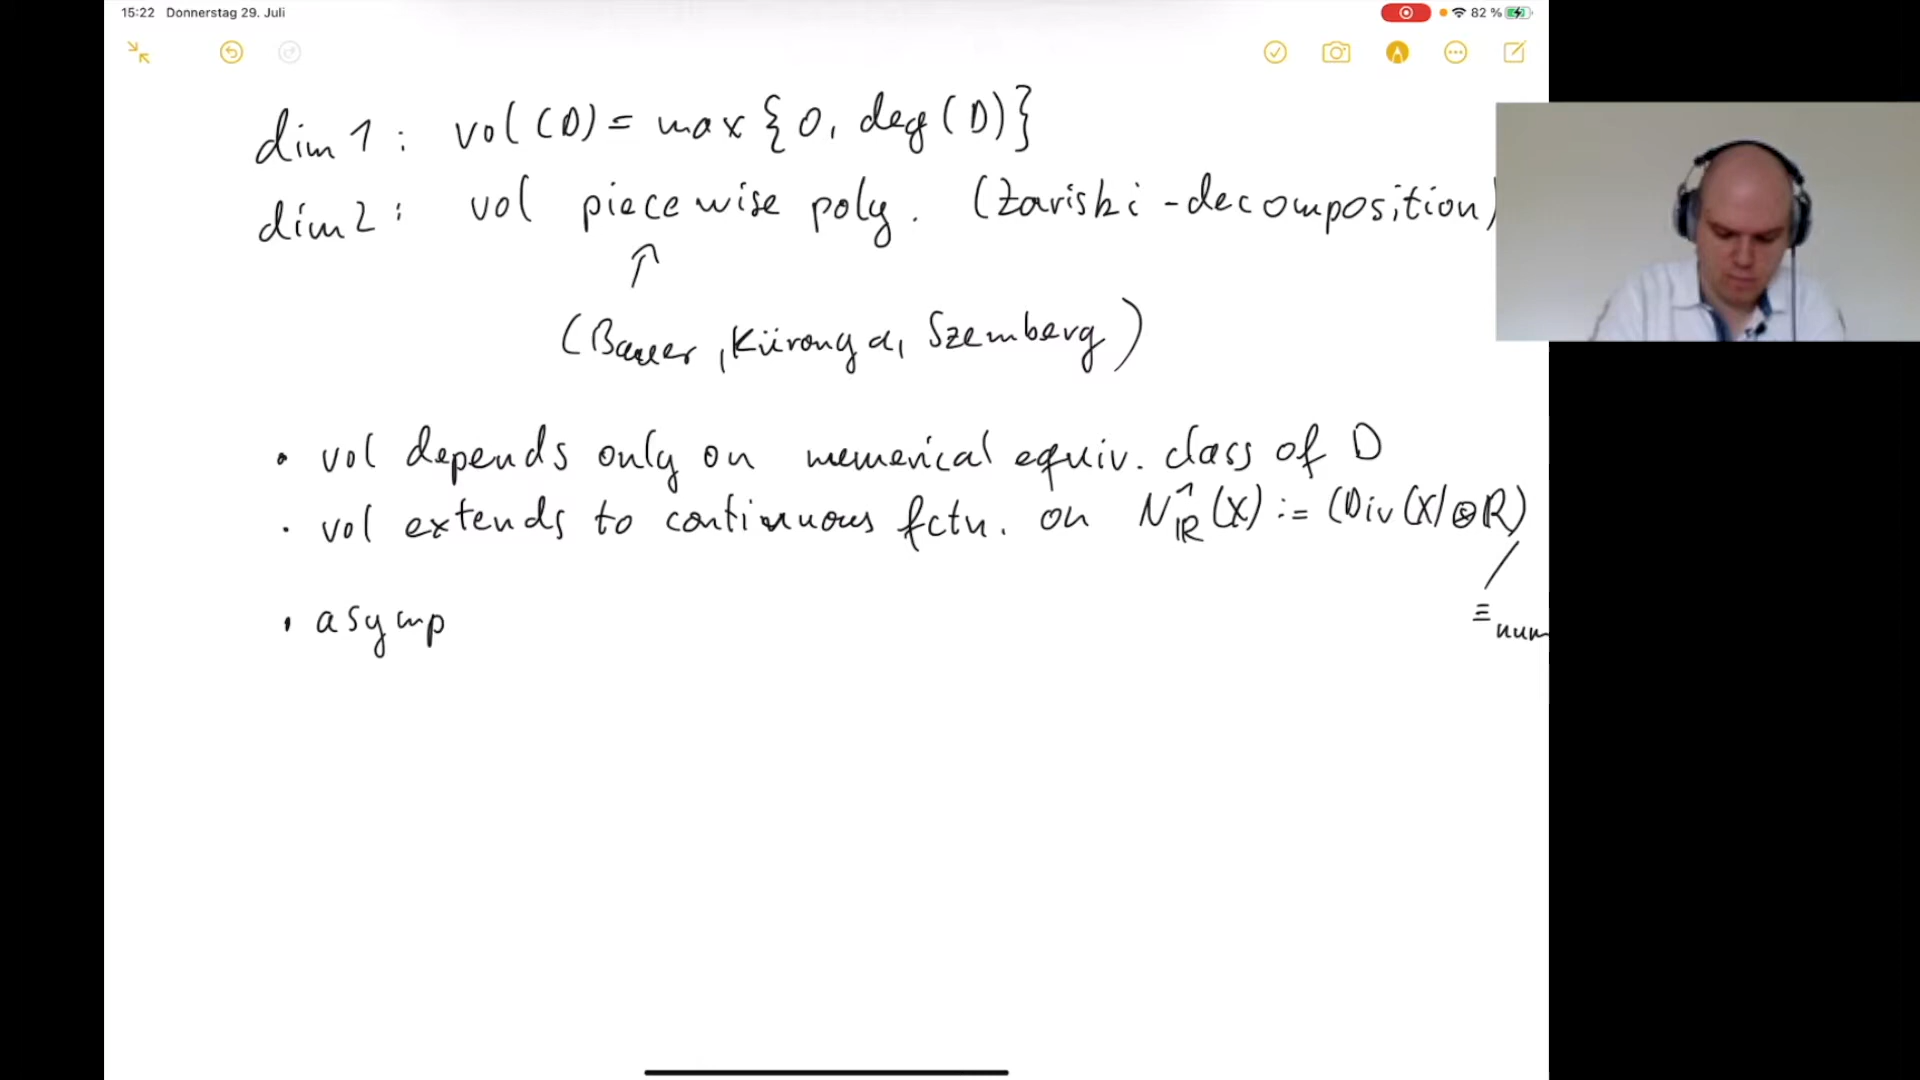 15:22 Donnerstag 29. Juli 82 %
dim 1 : vol (D) = max { 0, deg (D) }
dim 2 : vol piecewise poly. (Zariski-decomposition)
↑
(Bauer, Küronya, Szemberg)
• vol depends only on numerical equiv. class of D
• vol extends to continuous fctn. on N¹_ℝ (X) := (Div(X) ⊗ ℝ)
/
≡ num
• asymp